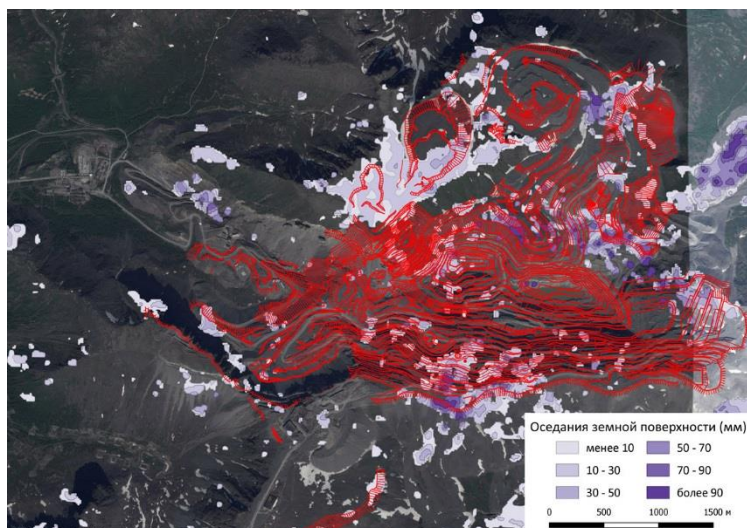 Оседания земной поверхности (мм)
менее 10 50 - 70
10 - 30 70 - 90
30 - 50 более 90
0 500 1000 1500 м